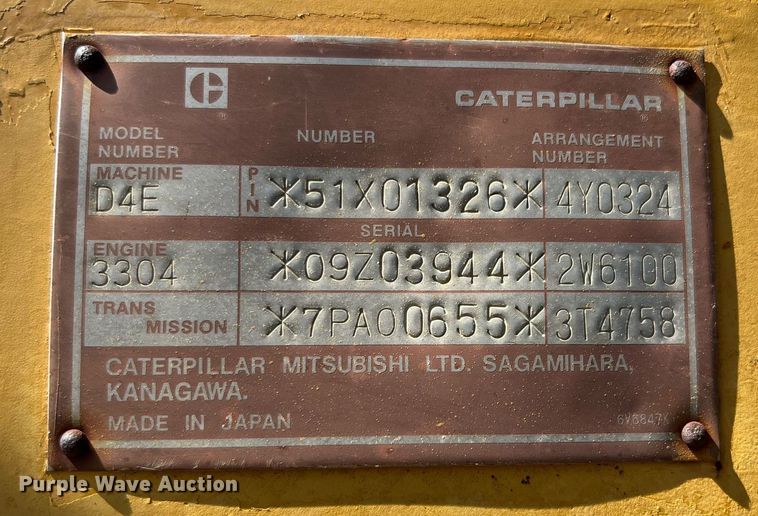 C
CATERPILLAR
MODEL NUMBER
NUMBER
ARRANGEMENT NUMBER
MACHINE D4E
PIN
*51X01326*
4Y0324
SERIAL
ENGINE 3304
*09Z03944*
2W6100
TRANS MISSION
*7PA00655*
3T4758
CATERPILLAR MITSUBISHI LTD. SAGAMIHARA,
KANAGAWA.
MADE IN JAPAN
Purple Wave Auction